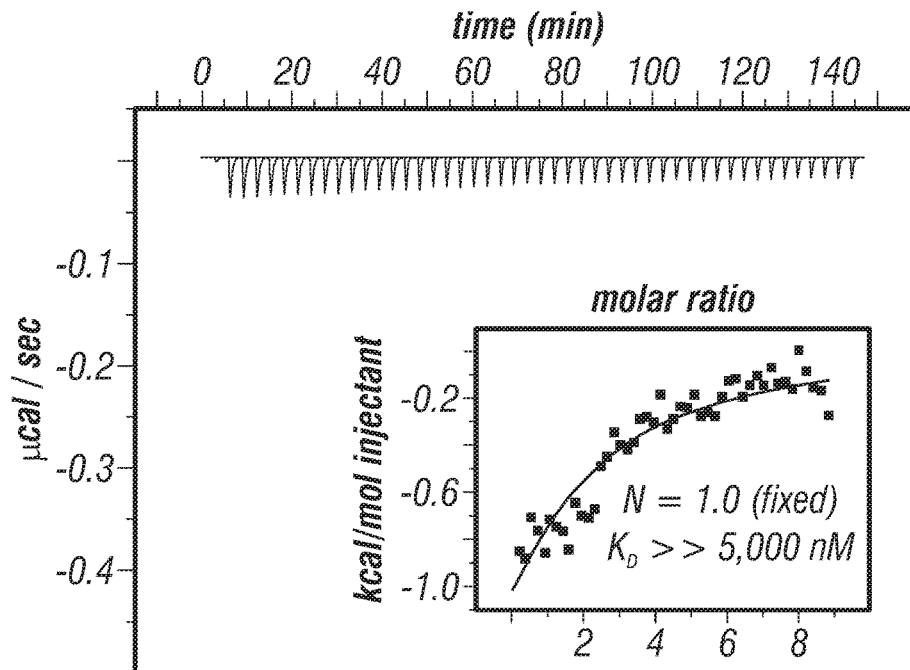 time (min)
0 20 40 60 80 100 120 140
μcal / sec
-0.1
-0.2
-0.3
-0.4
molar ratio
kcal/mol injectant
-0.2
-0.6
-1.0
N = 1.0 (fixed)
K_D >> 5,000 nM
2 4 6 8